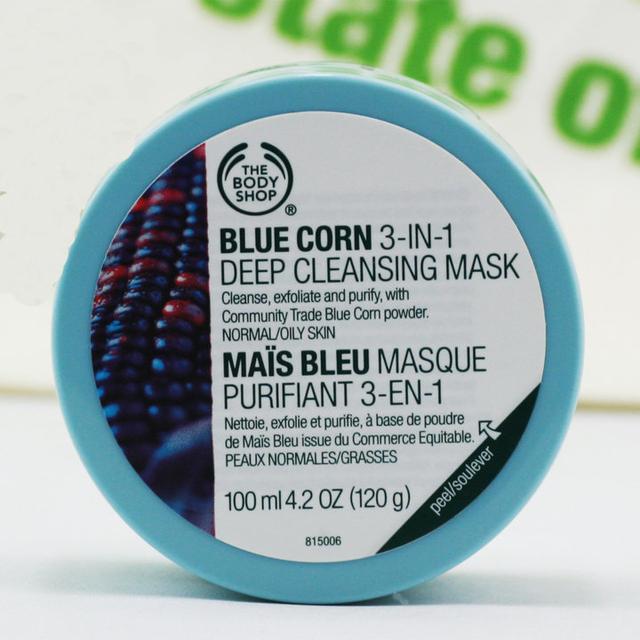 state of
THE
BODY
SHOP
®
BLUE CORN 3-IN-1
DEEP CLEANSING MASK
Cleanse, exfoliate and purify, with
Community Trade Blue Corn powder.
NORMAL/OILY SKIN
MAÏS BLEU MASQUE
PURIFIANT 3-EN-1
Nettoie, exfolie et purifie, à base de poudre
de Maïs Bleu issue du Commerce Equitable.
PEAUX NORMALES/GRASSES
100 ml 4.2 OZ (120 g)
peel/soulever
815006